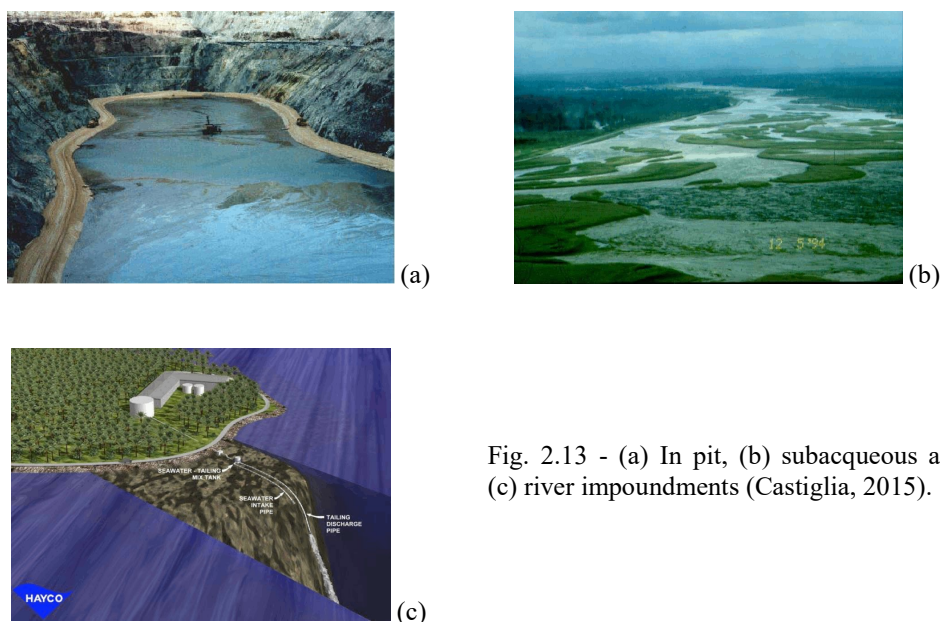 (a)
12 5 '94
(b)
SEAWATER - TAILING
MIX TANK
SEAWATER
INTAKE
PIPE
TAILING
DISCHARGE
PIPE
HAYCO
(c)
Fig. 2.13 - (a) In pit, (b) subacqueous a
(c) river impoundments (Castiglia, 2015).